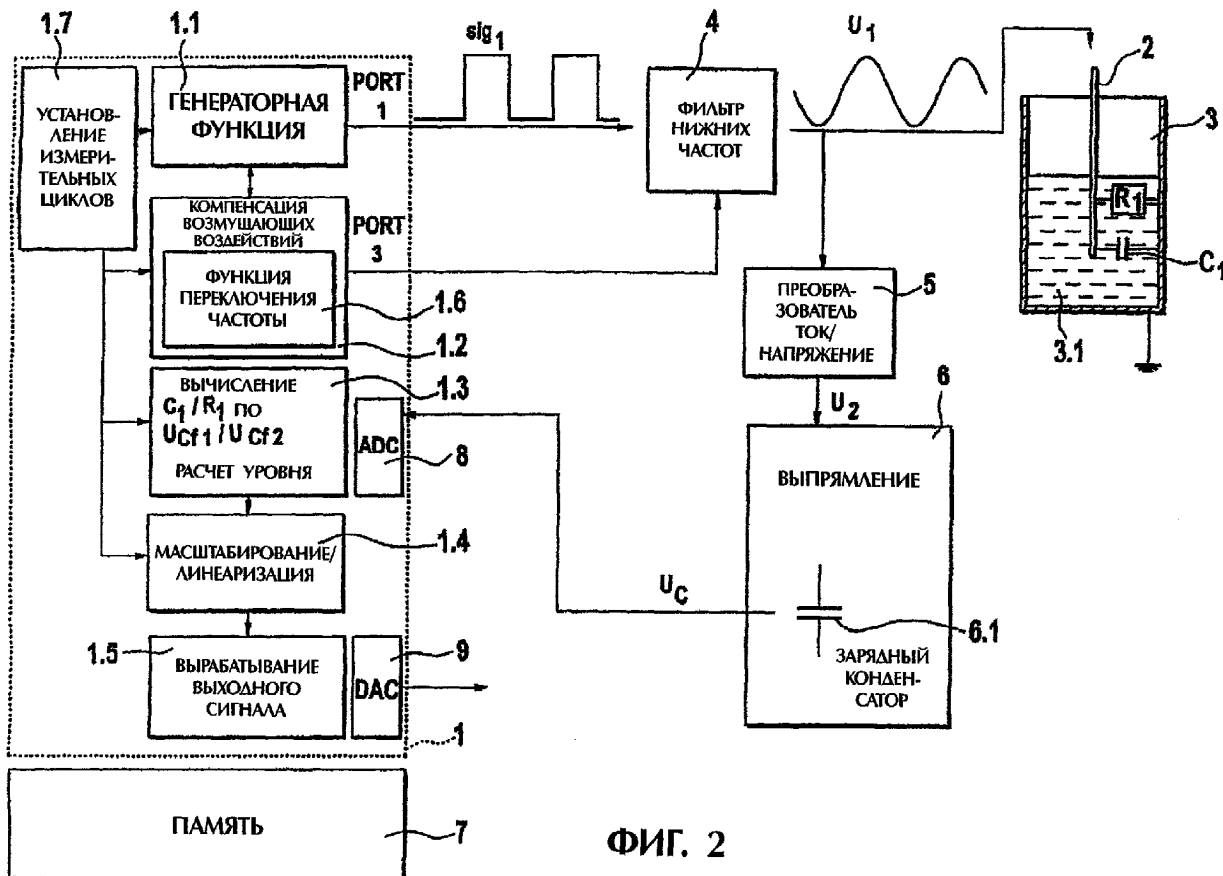 1.7
1.1
sig1
4
U1
2
УСТАНОВ-
ЛЕНИЕ
ИЗМЕРИ-
ТЕЛЬНЫХ
ЦИКЛОВ
ГЕНЕРАТОРНАЯ
ФУНКЦИЯ
PORT
1
ФИЛЬТР
НИЖНИХ
ЧАСТОТ
3
R1
C1
3.1
КОМПЕНСАЦИЯ
ВОЗМУШАЮЩИХ
ВОЗДЕЙСТВИЙ
PORT
3
ФУНКЦИЯ
ПЕРЕКЛЮЧЕНИЯ
ЧАСТОТЫ
1.6
1.2
ПРЕОБРА-
ЗОВАТЕЛЬ
ТОК/
НАПРЯЖЕНИЕ
5
U2
1.3
ВЫЧИСЛЕНИЕ
C1 / R1 ПО
UCf1 / UCf2
РАСЧЕТ УРОВНЯ
ADC
8
6
ВЫПРЯМЛЕНИЕ
МАСШТАБИРОВАНИЕ/
ЛИНЕАРИЗАЦИЯ
1.4
UC
6.1
ЗАРЯДНЫЙ
КОНДЕН-
САТОР
1.5
ВЫРАБАТЫВАНИЕ
ВЫХОДНОГО
СИГНАЛА
9
DAC
1
ПАМЯТЬ
7
ФИГ. 2